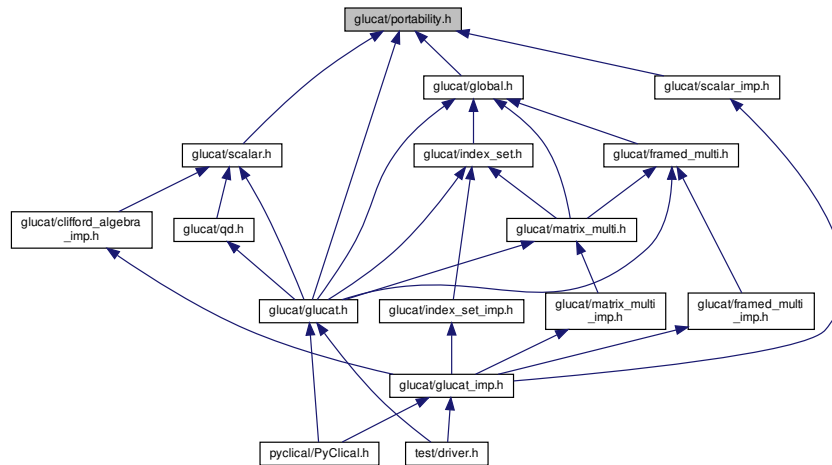 glucat/portability.h
glucat/global.h
glucat/scalar_imp.h
glucat/scalar.h
glucat/index_set.h
glucat/framed_multi.h
glucat/clifford_algebra
_imp.h
glucat/qd.h
glucat/matrix_multi.h
glucat/glucat.h
glucat/index_set_imp.h
glucat/matrix_multi
_imp.h
glucat/framed_multi
_imp.h
glucat/glucat_imp.h
pyclical/PyClical.h
test/driver.h